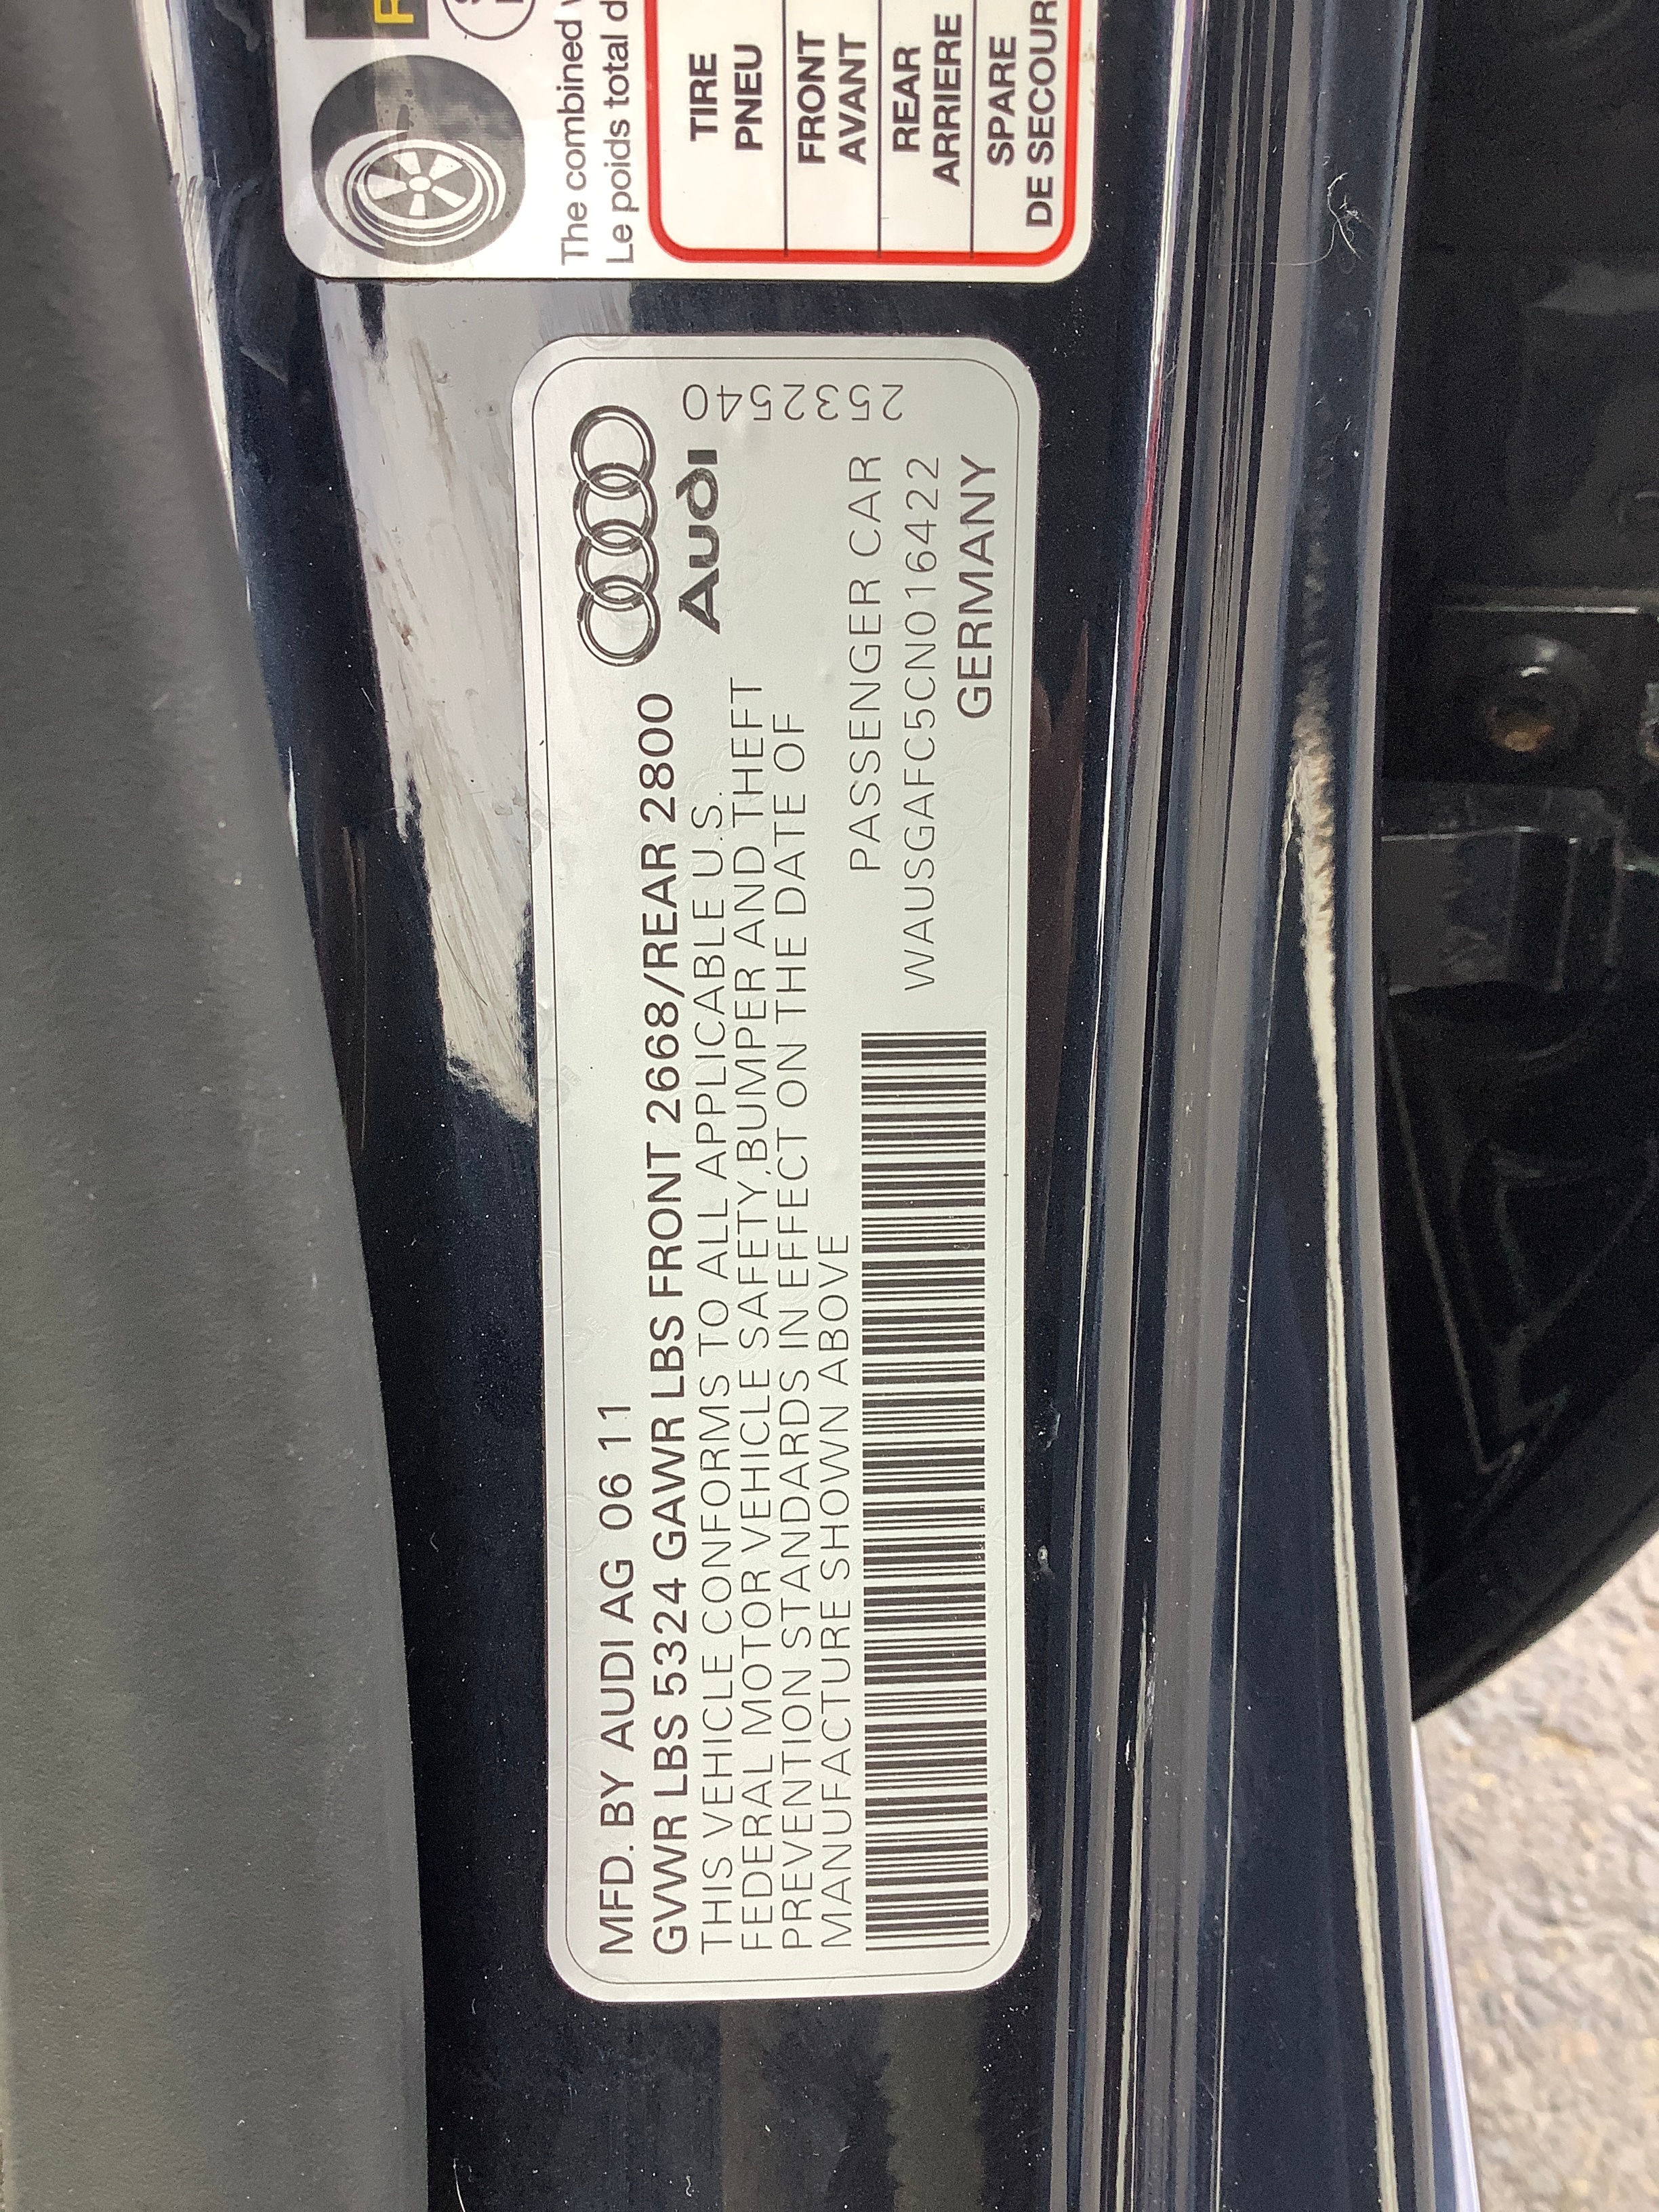 MFD. BY AUDI AG 06 11
GVWR LBS 5324 GAWR LBS FRONT 2668/REAR 2800
THIS VEHICLE CONFORMS TO ALL APPLICABLE U.S.
FEDERAL MOTOR VEHICLE SAFETY,BUMPER AND THEFT
PREVENTION STANDARDS IN EFFECT ON THE DATE OF
MANUFACTURE SHOWN ABOVE
Audi
2532540
PASSENGER CAR
WAUSGAFC5CN016422
GERMANY
The combined
Le poids total
TIRE
PNEU
FRONT
AVANT
REAR
ARRIERE
SPARE
DE SECOUR